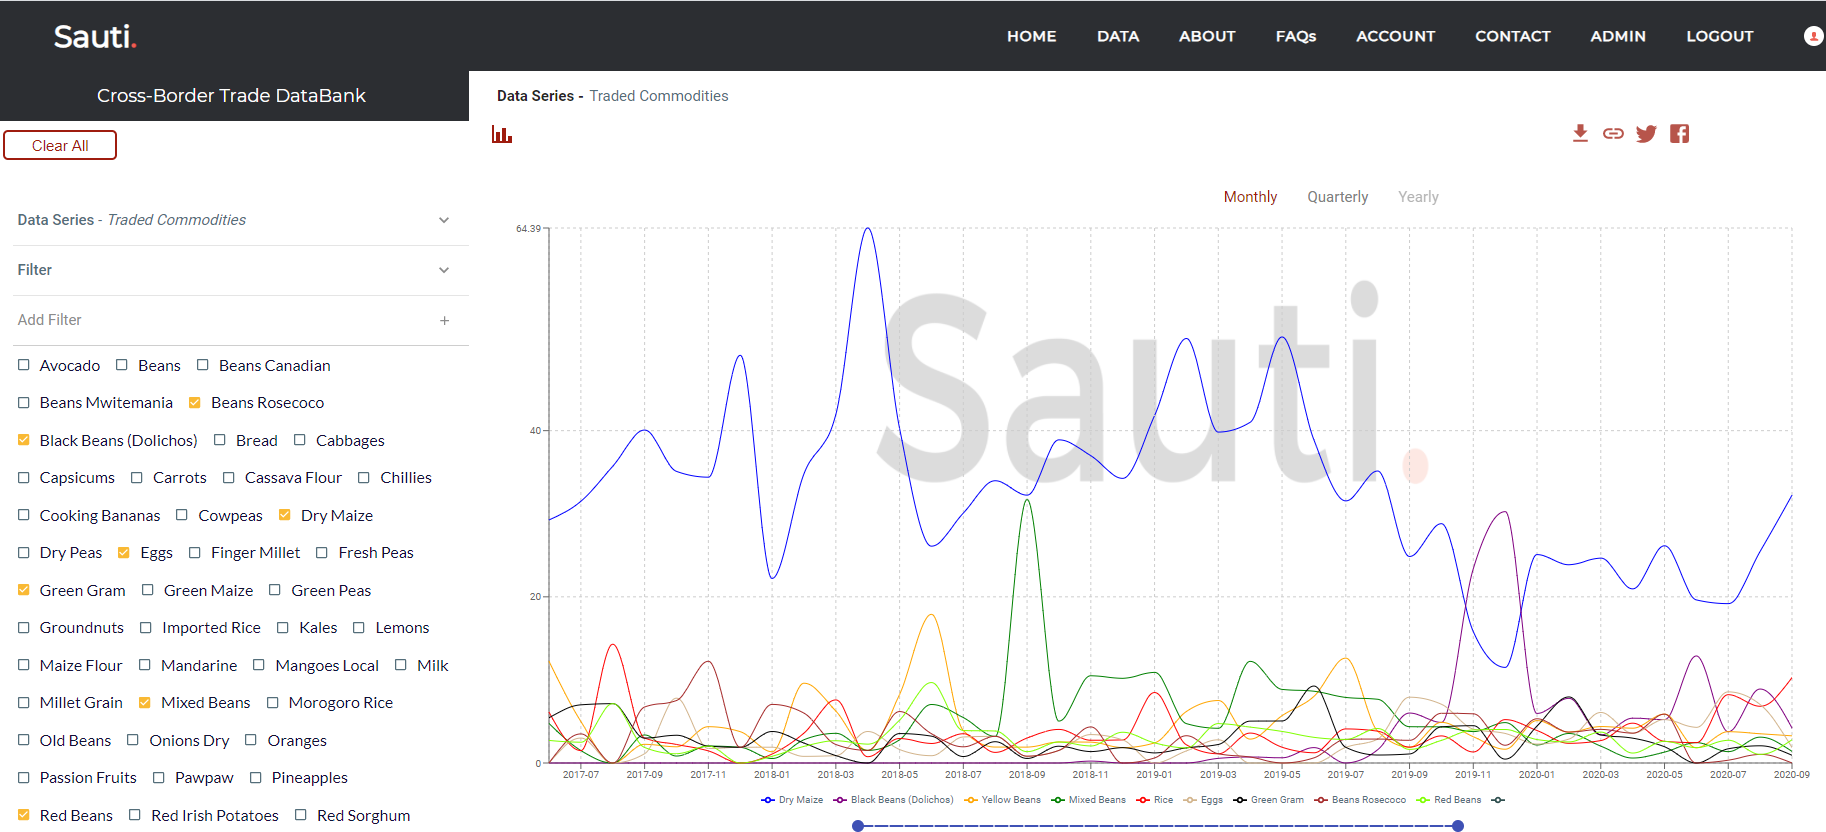 Sauti.
HOME DATA ABOUT FAQs ACCOUNT CONTACT ADMIN LOGOUT
Cross-Border Trade DataBank
Clear All
Data Series - Traded Commodities
Filter
Add Filter +
Avocado Beans Beans Canadian
Beans Mwitemania Beans Rosecoco
Black Beans (Dolichos) Bread Cabbages
Capsicums Carrots Cassava Flour Chillies
Cooking Bananas Cowpeas Dry Maize
Dry Peas Eggs Finger Millet Fresh Peas
Green Gram Green Maize Green Peas
Groundnuts Imported Rice Kales Lemons
Maize Flour Mandarine Mangoes Local Milk
Millet Grain Mixed Beans Morogoro Rice
Old Beans Onions Dry Oranges
Passion Fruits Pawpaw Pineapples
Red Beans Red Irish Potatoes Red Sorghum
Data Series - Traded Commodities
Monthly Quarterly Yearly
64.39
40
20
0
Sauti.
2017-07 2017-09 2017-11 2018-01 2018-03 2018-05 2018-07 2018-09 2018-11 2019-01 2019-03 2019-05 2019-07 2019-09 2019-11 2020-01 2020-03 2020-05 2020-07 2020-09
Dry Maize Black Beans (Dolichos) Yellow Beans Mixed Beans Rice Eggs Green Gram Beans Rosecoco Red Beans